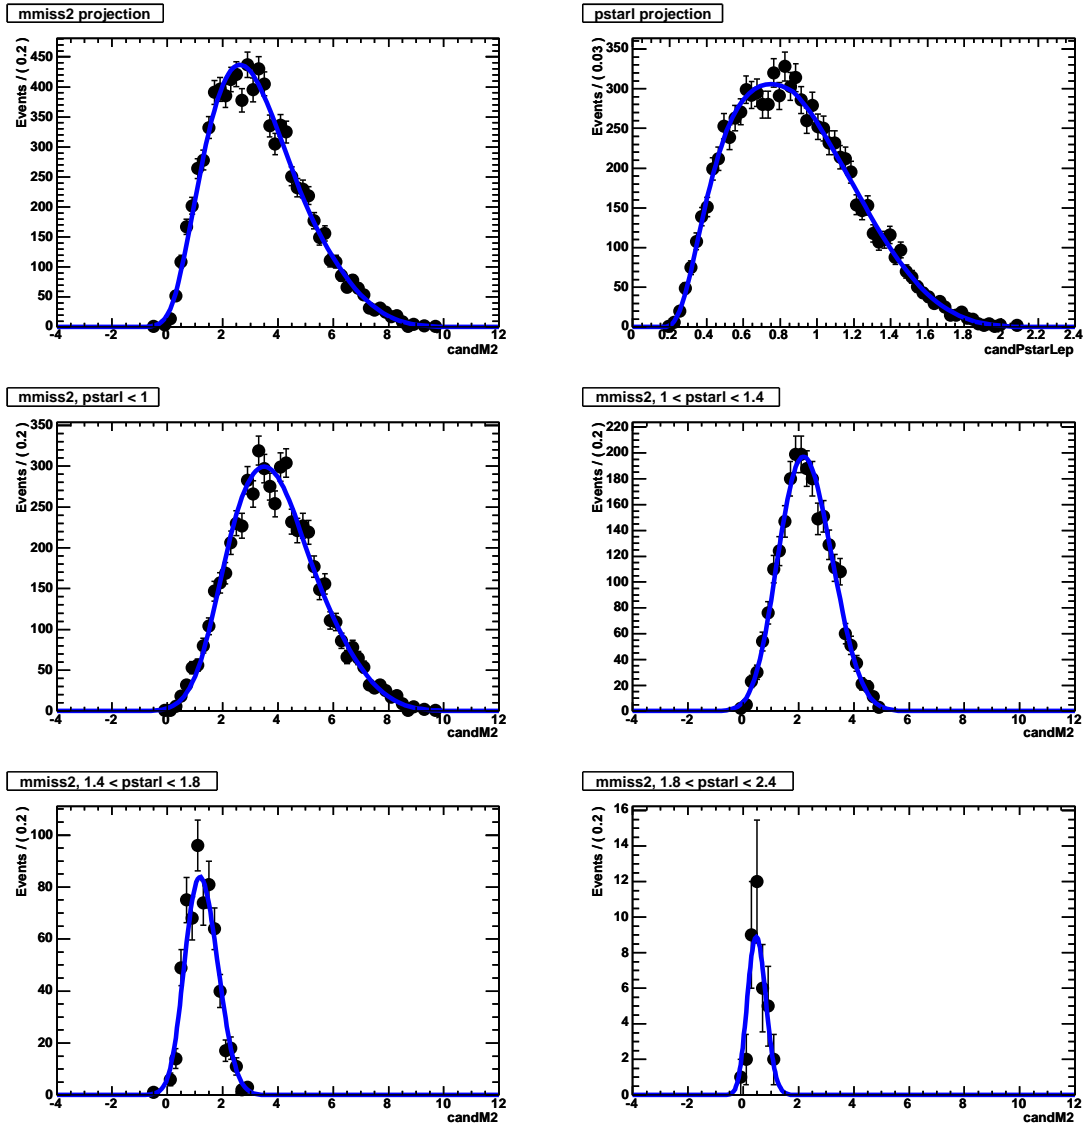 mmiss2 projection
Events / ( 0.2 )
450
400
350
300
250
200
150
100
50
0
-4 -2 0 2 4 6 8 10 12
candM2
pstarl projection
Events / ( 0.03 )
350
300
250
200
150
100
50
0
0 0.2 0.4 0.6 0.8 1 1.2 1.4 1.6 1.8 2 2.2 2.4
candPstarLep
mmiss2, pstarl < 1
Events / ( 0.2 )
350
300
250
200
150
100
50
0
-4 -2 0 2 4 6 8 10 12
candM2
mmiss2, 1 < pstarl < 1.4
Events / ( 0.2 )
220
200
180
160
140
120
100
80
60
40
20
0
-4 -2 0 2 4 6 8 10 12
candM2
mmiss2, 1.4 < pstarl < 1.8
Events / ( 0.2 )
100
80
60
40
20
0
-4 -2 0 2 4 6 8 10 12
candM2
mmiss2, 1.8 < pstarl < 2.4
Events / ( 0.2 )
16
14
12
10
8
6
4
2
0
-4 -2 0 2 4 6 8 10 12
candM2